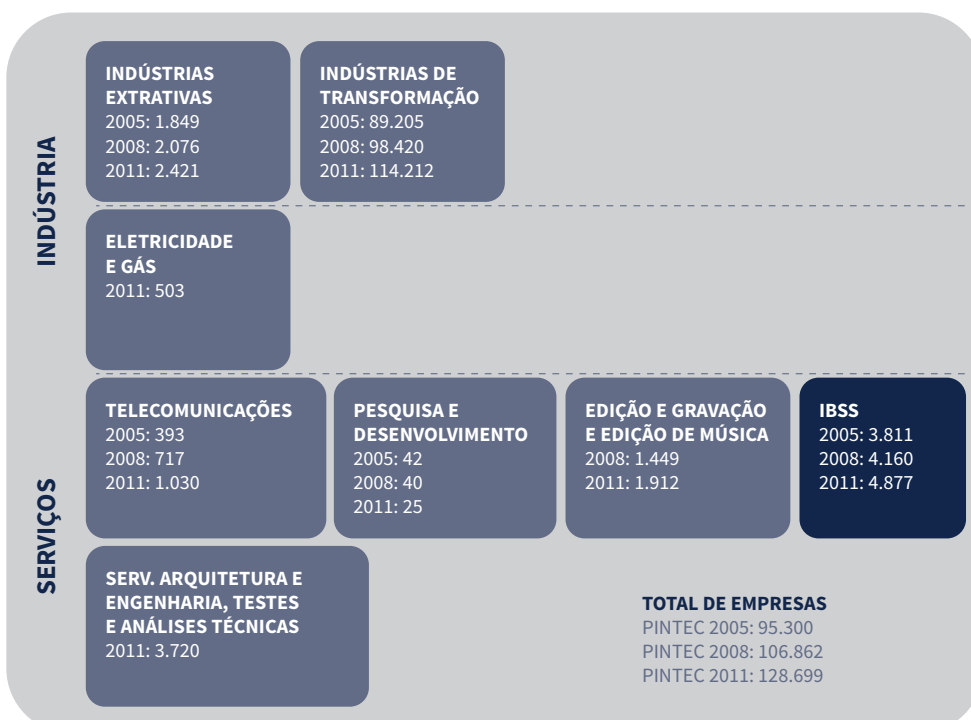 INDÚSTRIA
INDÚSTRIAS
EXTRATIVAS
2005: 1.849
2008: 2.076
2011: 2.421
INDÚSTRIAS DE
TRANSFORMAÇÃO
2005: 89.205
2008: 98.420
2011: 114.212
ELETRICIDADE
E GÁS
2011: 503
SERVIÇOS
TELECOMUNICAÇÕES
2005: 393
2008: 717
2011: 1.030
PESQUISA E
DESENVOLVIMENTO
2005: 42
2008: 40
2011: 25
EDIÇÃO E GRAVAÇÃO
E EDIÇÃO DE MÚSICA
2008: 1.449
2011: 1.912
IBSS
2005: 3.811
2008: 4.160
2011: 4.877
SERV. ARQUITETURA E
ENGENHARIA, TESTES
E ANÁLISES TÉCNICAS
2011: 3.720
TOTAL DE EMPRESAS
PINTEC 2005: 95.300
PINTEC 2008: 106.862
PINTEC 2011: 128.699